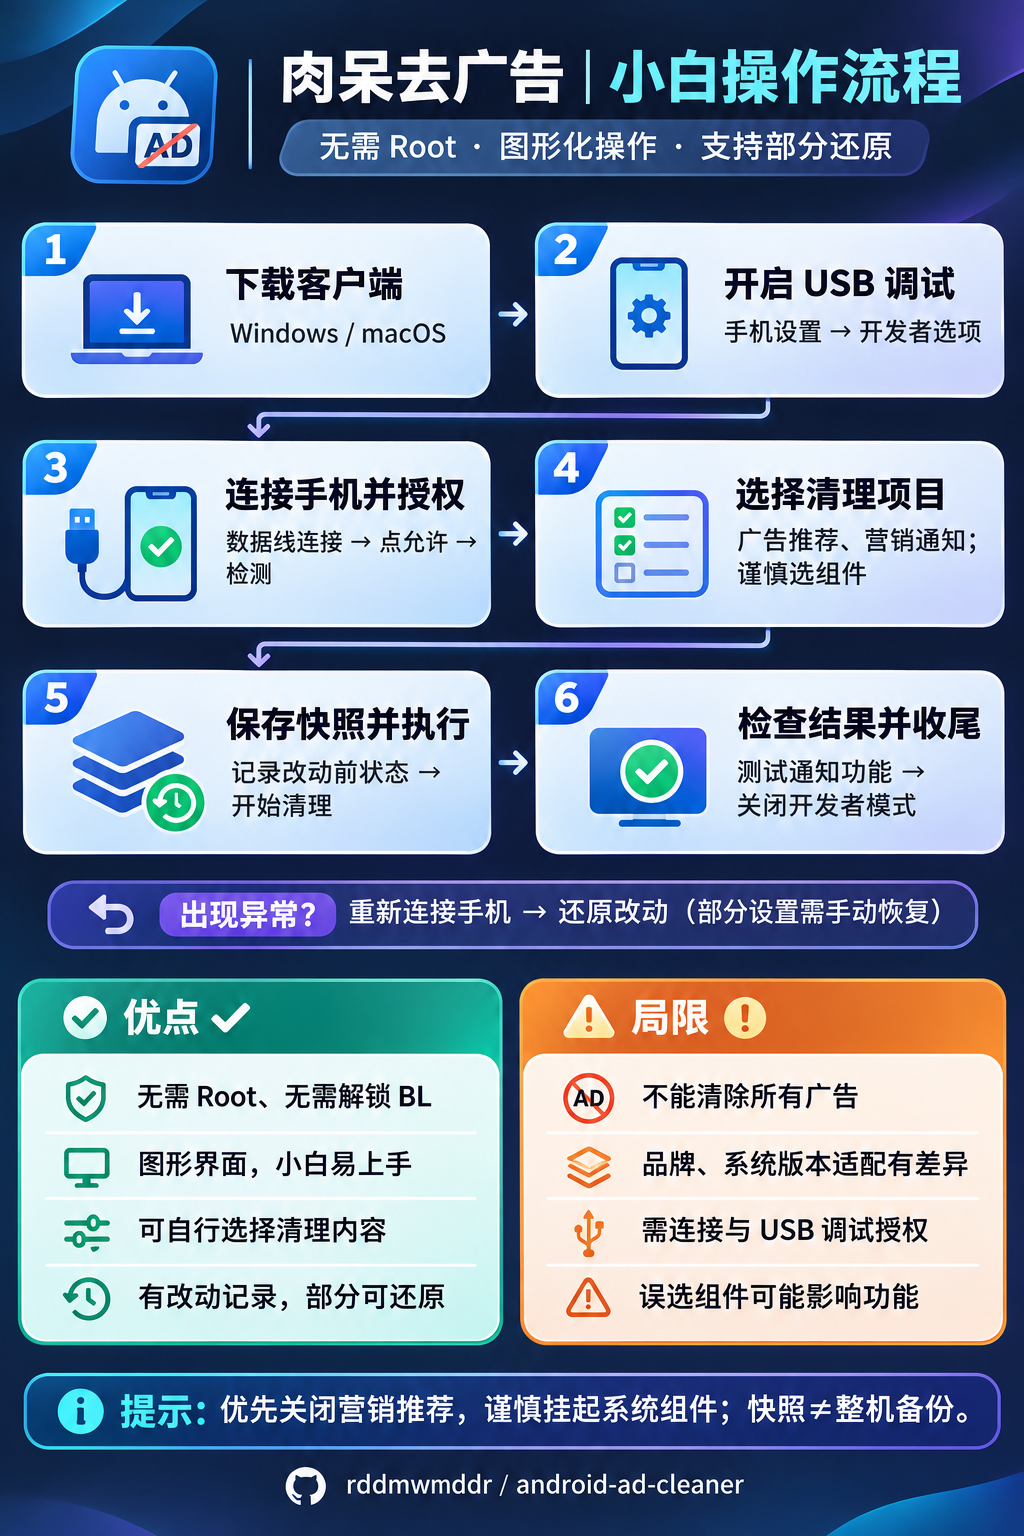 AD
肉呆去广告 | 小白操作流程
无需 Root · 图形化操作 · 支持部分还原
1
下载客户端
Windows / macOS
2
开启 USB 调试
手机设置 → 开发者选项
3
连接手机并授权
数据线连接 → 点允许 →
检测
4
选择清理项目
广告推荐、营销通知；
谨慎选组件
5
保存快照并执行
记录改动前状态 →
开始清理
6
检查结果并收尾
测试通知功能 →
关闭开发者模式
出现异常？ 重新连接手机 → 还原改动（部分设置需手动恢复）
优点
无需 Root、无需解锁 BL
图形界面，小白易上手
可自行选择清理内容
有改动记录，部分可还原
局限
AD 不能清除所有广告
品牌、系统版本适配有差异
需连接与 USB 调试授权
误选组件可能影响功能
提示：优先关闭营销推荐，谨慎挂起系统组件；快照≠整机备份。
rddmwmddr / android-ad-cleaner